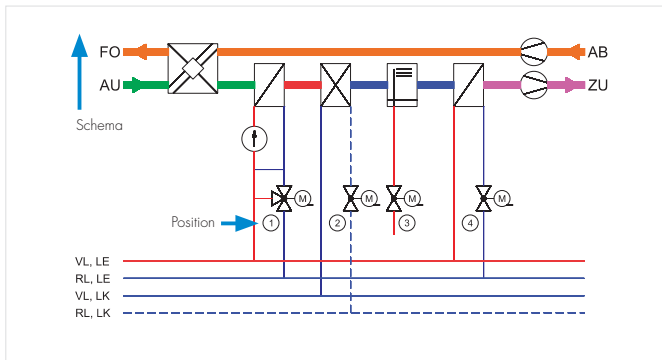 FO AB
AU ZU
Schema
M M M M
Position 1 2 3 4
VL, LE
RL, LE
VL, LK
RL, LK